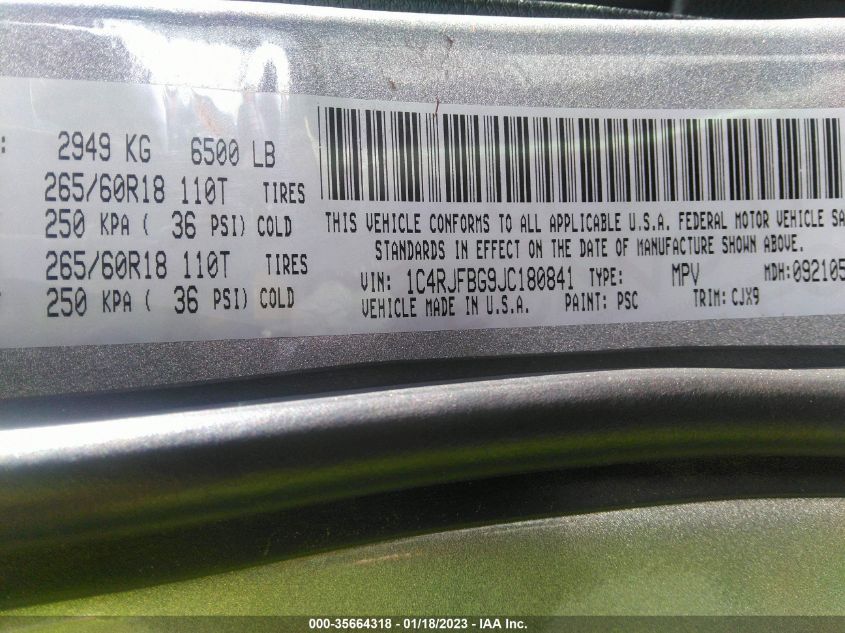 : 2949 KG 6500 LB
265/60R18 110T TIRES
250 KPA ( 36 PSI) COLD
265/60R18 110T TIRES
250 KPA ( 36 PSI) COLD
THIS VEHICLE CONFORMS TO ALL APPLICABLE U.S.A. FEDERAL MOTOR VEHICLE SA
STANDARDS IN EFFECT ON THE DATE OF MANUFACTURE SHOWN ABOVE.
VIN: 1C4RJFBG9JC180841 TYPE: MPV MDH:092105
VEHICLE MADE IN U.S.A. PAINT: PSC TRIM: CJX9
000-35664318 - 01/18/2023 - IAA Inc.